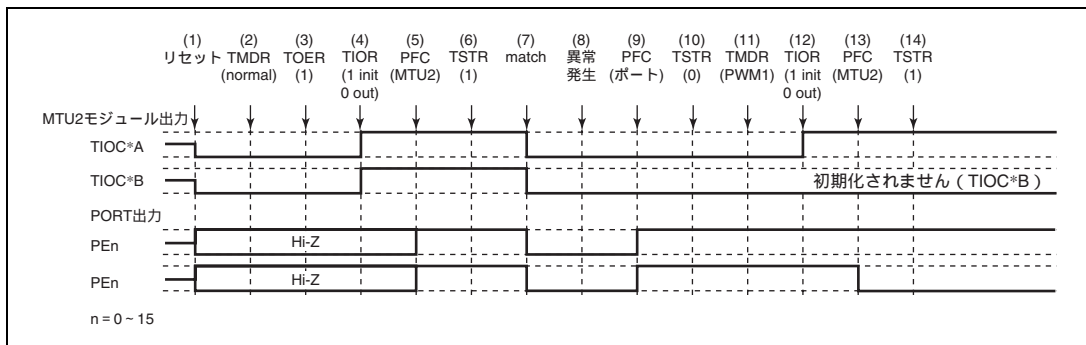 (1) (2) (3) (4) (5) (6) (7) (8) (9) (10) (11) (12) (13) (14)
リセット TMDR TOER TIOR PFC TSTR match 異常 PFC TSTR TMDR TIOR PFC TSTR
(normal) (1) (1 init (MTU2) (1) 発生 (ポート) (0) (PWM1) (1 init (MTU2) (1)
0 out) 0 out)
MTU2モジュール出力
TIOC*A
TIOC*B 初期化されません(TIOC*B)
PORT出力
PEn Hi-Z
PEn Hi-Z
n = 0 ~ 15